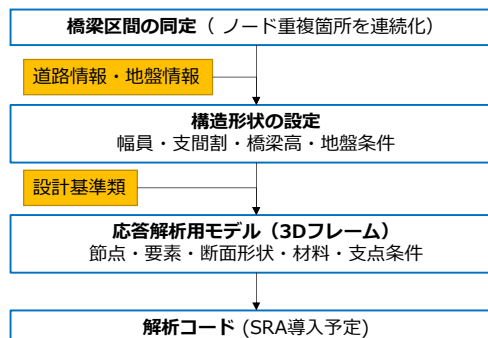 橋梁区間の同定（ ノード重複箇所を連続化）
道路情報・地盤情報
構造形状の設定
幅員・支間割・橋梁高・地盤条件
設計基準類
応答解析用モデル（3Dフレーム）
節点・要素・断面形状・材料・支点条件
解析コード (SRA導入予定)